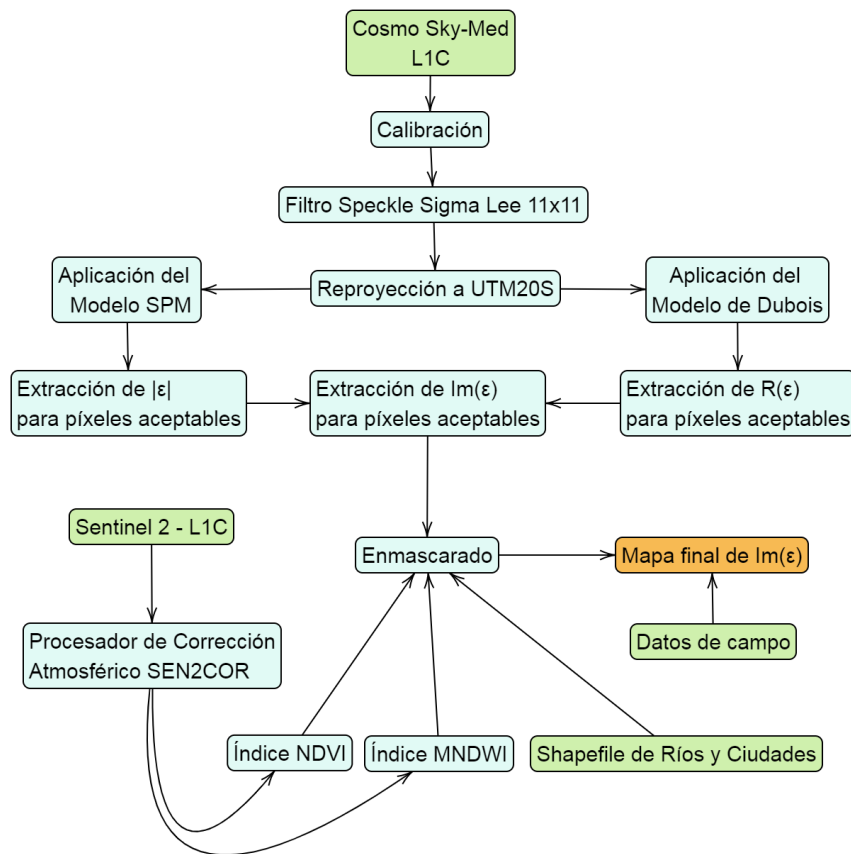 Cosmo Sky-Med
L1C
Calibración
Filtro Speckle Sigma Lee 11x11
Aplicación del
Modelo SPM
Reproyección a UTM20S
Aplicación del
Modelo de Dubois
Extracción de |ε|
para píxeles aceptables
Extracción de Im(ε)
para píxeles aceptables
Extracción de R(ε)
para píxeles aceptables
Sentinel 2 - L1C
Enmascarado
Mapa final de Im(ε)
Procesador de Corrección
Atmosférico SEN2COR
Datos de campo
Índice NDVI
Índice MNDWI
Shapefile de Ríos y Ciudades